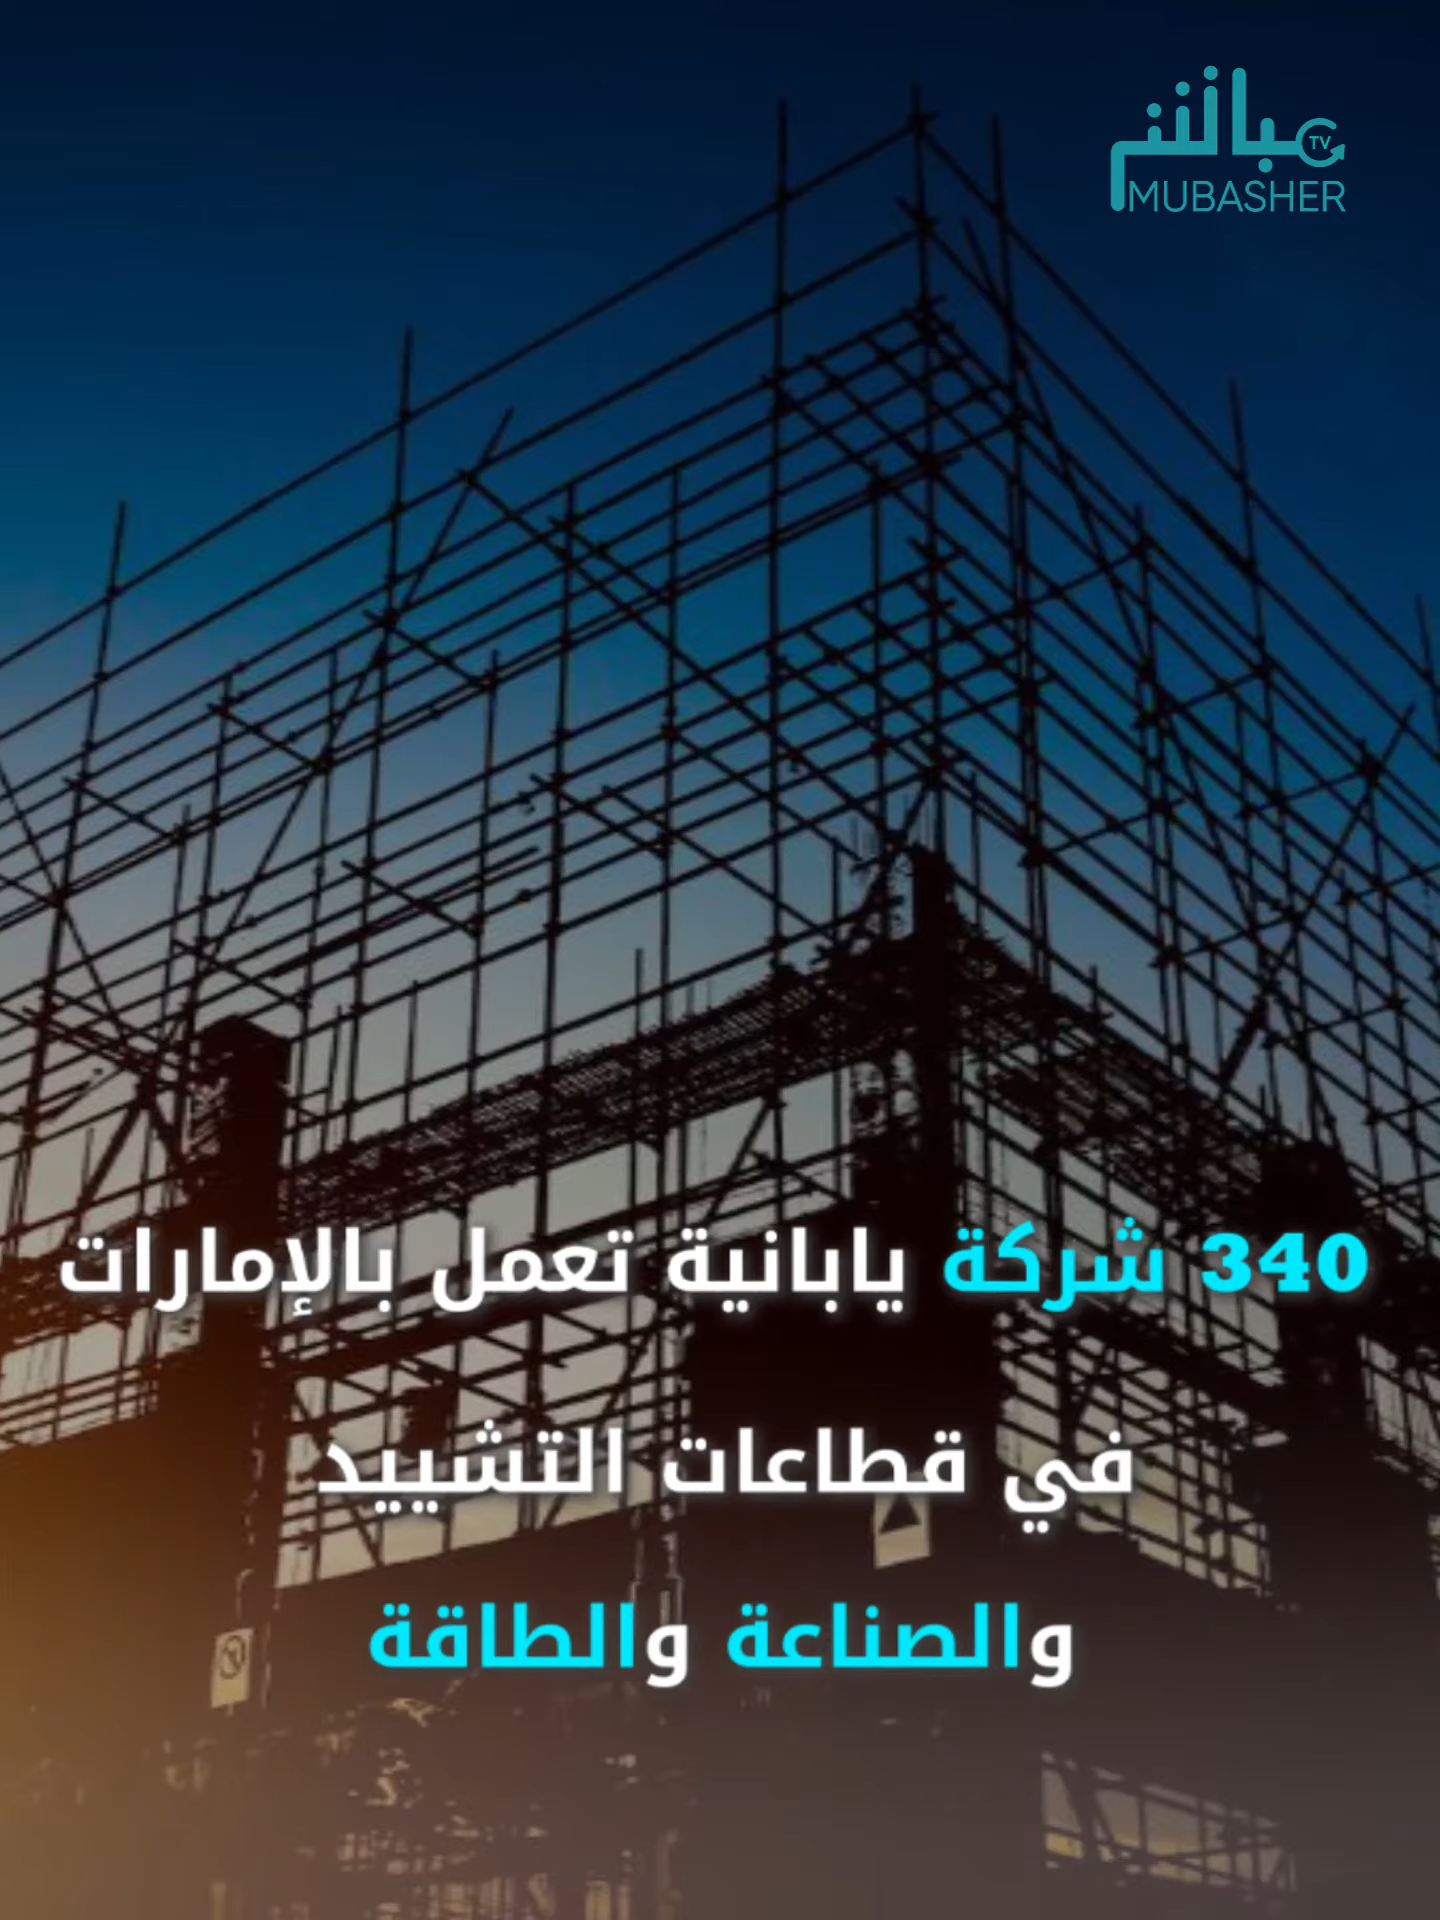 مباشر
TV
MUBASHER
340 شركة يابانية تعمل بالإمارات
في قطاعات التشييد
والصناعة والطاقة